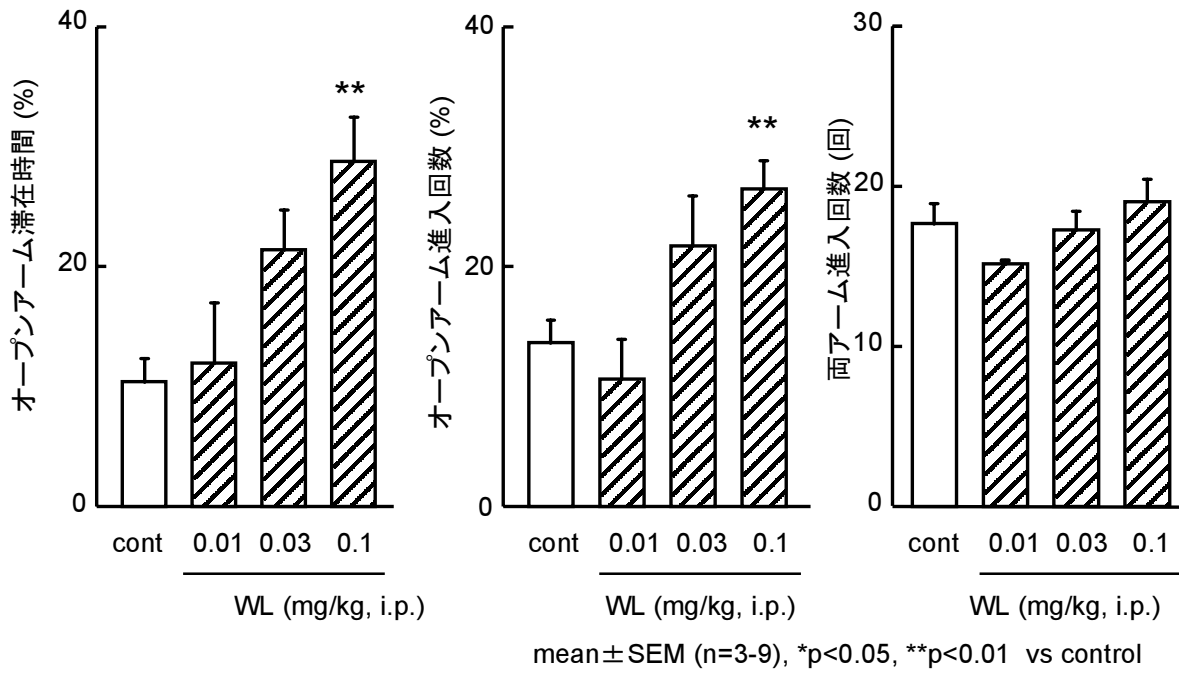 オープンアーム滞在時間 (%)
40
20
0
**
cont 0.01 0.03 0.1
WL (mg/kg, i.p.)
オープンアーム進入回数 (%)
40
20
0
**
cont 0.01 0.03 0.1
WL (mg/kg, i.p.)
両アーム進入回数 (回)
30
20
10
0
cont 0.01 0.03 0.1
WL (mg/kg, i.p.)
mean±SEM (n=3-9), *p<0.05, **p<0.01 vs control